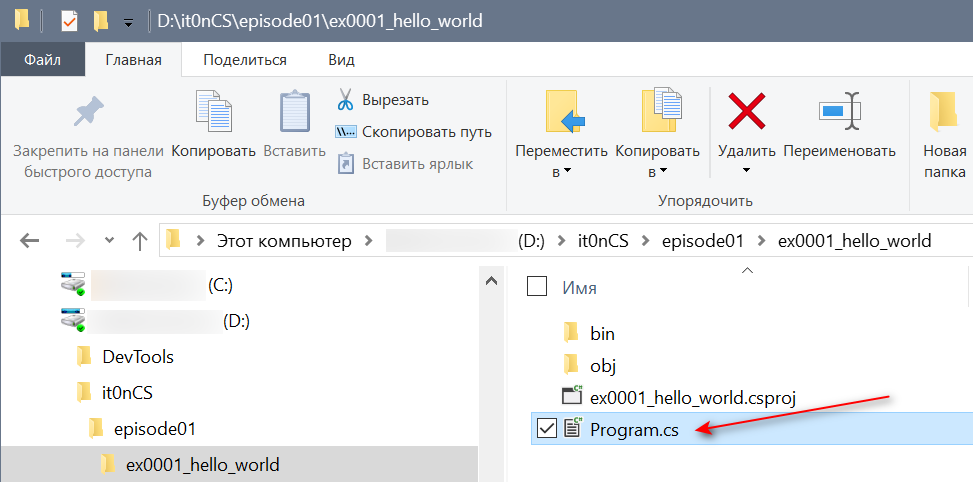 D:\it0nCS\episode01\ex0001_hello_world
Файл Главная Поделиться Вид
Закрепить на панели
быстрого доступа
Копировать
Вставить
Вырезать
Скопировать путь
Вставить ярлык
Буфер обмена
Переместить
в
Копировать
в
Удалить
Переименовать
Упорядочить
Новая
папка
Этот компьютер (D:) it0nCS episode01 ex0001_hello_world
(C:)
(D:)
DevTools
it0nCS
episode01
ex0001_hello_world
Имя
bin
obj
ex0001_hello_world.csproj
Program.cs